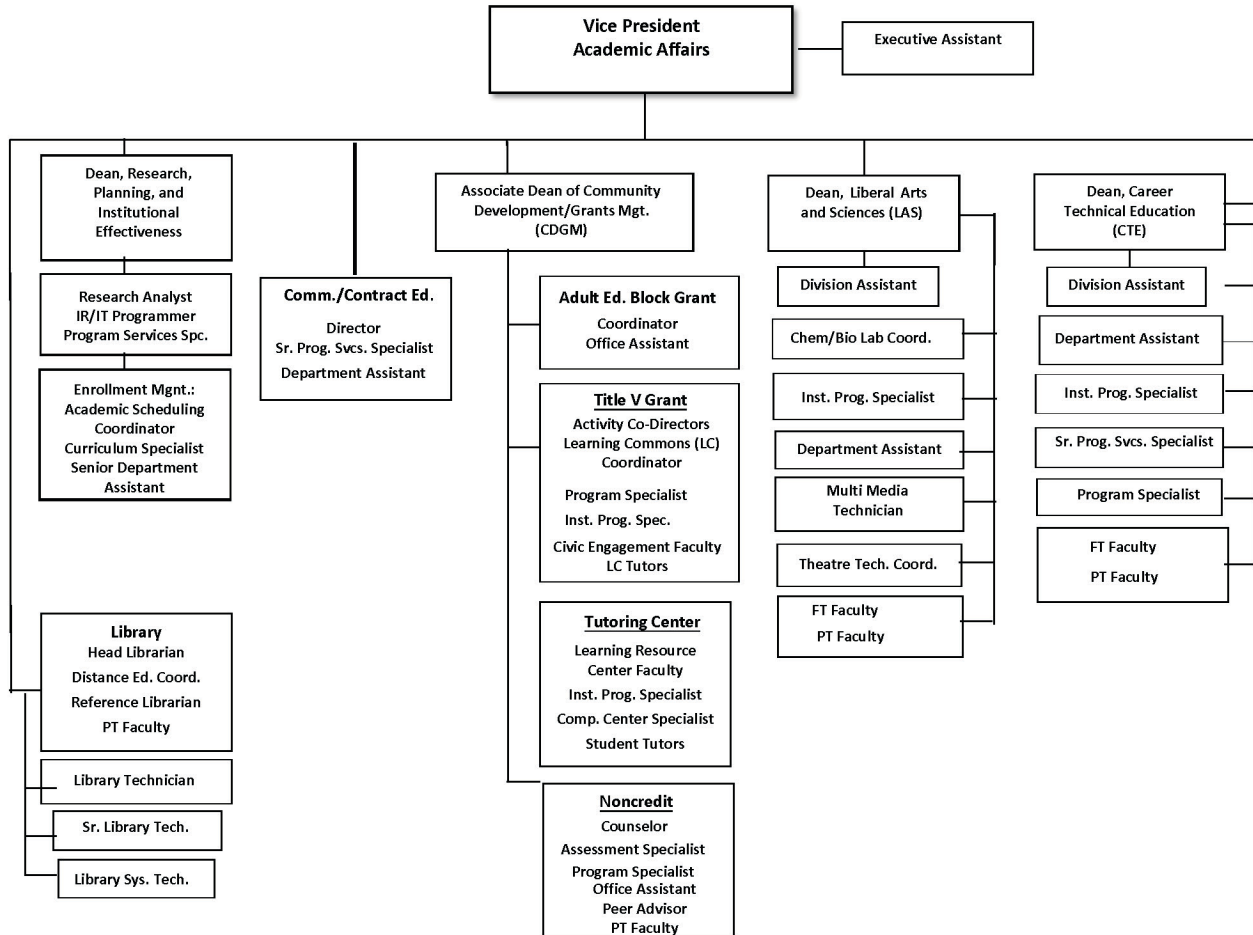 Vice President
Academic Affairs
Executive Assistant
Dean, Research,
Planning, and
Institutional
Effectiveness
Research Analyst
IR/IT Programmer
Program Services Spc.
Enrollment Mgnt.:
Academic Scheduling
Coordinator
Curriculum Specialist
Senior Department
Assistant
Library
Head Librarian
Distance Ed. Coord.
Reference Librarian
PT Faculty
Library Technician
Sr. Library Tech.
Library Sys. Tech.
Comm./Contract Ed.
Director
Sr. Prog. Svcs. Specialist
Department Assistant
Associate Dean of Community
Development/Grants Mgt.
(CDGM)
Adult Ed. Block Grant
Coordinator
Office Assistant
Title V Grant
Activity Co-Directors
Learning Commons (LC)
Coordinator
Program Specialist
Inst. Prog. Spec.
Civic Engagement Faculty
LC Tutors
Tutoring Center
Learning Resource
Center Faculty
Inst. Prog. Specialist
Comp. Center Specialist
Student Tutors
Noncredit
Counselor
Assessment Specialist
Program Specialist
Office Assistant
Peer Advisor
PT Faculty
Dean, Liberal Arts
and Sciences (LAS)
Division Assistant
Chem/Bio Lab Coord.
Inst. Prog. Specialist
Department Assistant
Multi Media
Technician
Theatre Tech. Coord.
FT Faculty
PT Faculty
Dean, Career
Technical Education
(CTE)
Division Assistant
Department Assistant
Inst. Prog. Specialist
Sr. Prog. Svcs. Specialist
Program Specialist
FT Faculty
PT Faculty